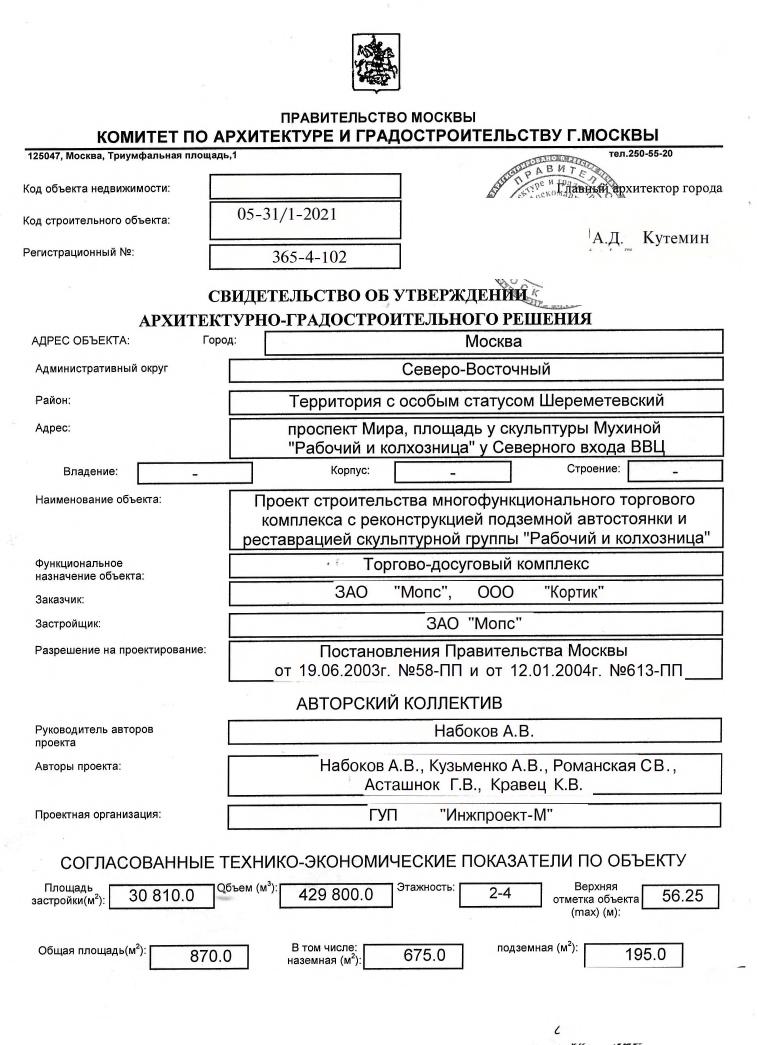 ПРАВИТЕЛЬСТВО МОСКВЫ
КОМИТЕТ ПО АРХИТЕКТУРЕ И ГРАДОСТРОИТЕЛЬСТВУ Г.МОСКВЫ
125047, Москва, Триумфальная площадь,1 тел.250-55-20
Код объекта недвижимости:
Главный архитектор города
Код строительного объекта: 05-31/1-2021
А.Д. Кутемин
Регистрационный №: 365-4-102
СВИДЕТЕЛЬСТВО ОБ УТВЕРЖДЕНИИ
АРХИТЕКТУРНО-ГРАДОСТРОИТЕЛЬНОГО РЕШЕНИЯ
АДРЕС ОБЪЕКТА: Город: Москва
Административный округ Северо-Восточный
Район: Территория с особым статусом Шереметевский
Адрес: проспект Мира, площадь у скульптуры Мухиной
"Рабочий и колхозница" у Северного входа ВВЦ
Владение: - Корпус: - Строение: -
Наименование объекта: Проект строительства многофункционального торгового
комплекса с реконструкцией подземной автостоянки и
реставрацией скульптурной группы "Рабочий и колхозница"
Функциональное
назначение объекта: Торгово-досуговый комплекс
Заказчик: ЗАО "Мопс", ООО "Кортик"
Застройщик: ЗАО "Мопс"
Разрешение на проектирование: Постановления Правительства Москвы
от 19.06.2003г. №58-ПП и от 12.01.2004г. №613-ПП
АВТОРСКИЙ КОЛЛЕКТИВ
Руководитель авторов
проекта Набоков А.В.
Авторы проекта: Набоков А.В., Кузьменко А.В., Романская СВ.,
Асташнок Г.В., Кравец К.В.
Проектная организация: ГУП "Инжпроект-М"
СОГЛАСОВАННЫЕ ТЕХНИКО-ЭКОНОМИЧЕСКИЕ ПОКАЗАТЕЛИ ПО ОБЪЕКТУ
Площадь
застройки(м²): 30 810.0
Объем (м³): 429 800.0
Этажность: 2-4
Верхняя
отметка объекта
(max) (м): 56.25
Общая площадь(м²): 870.0
В том числе:
наземная (м²): 675.0
подземная (м²): 195.0